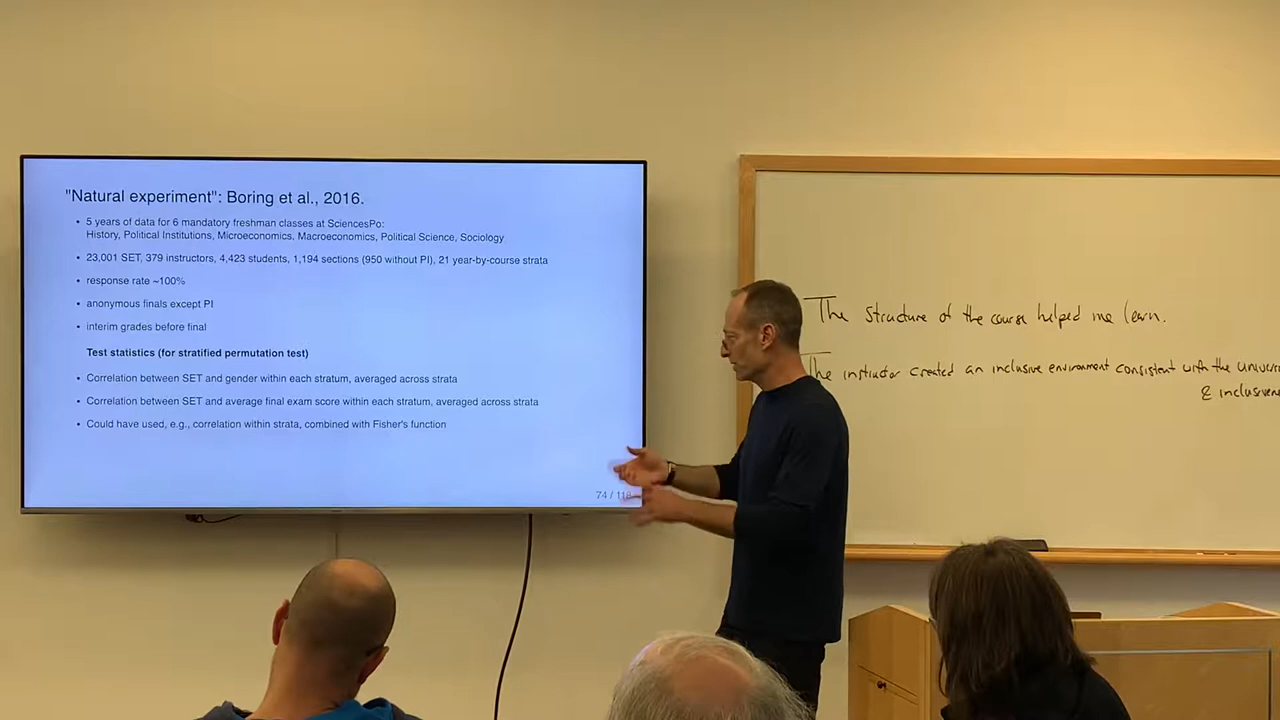 "Natural experiment": Boring et al., 2016.
• 5 years of data for 6 mandatory freshman classes at SciencesPo:
History, Political Institutions, Microeconomics, Macroeconomics, Political Science, Sociology
• 23,001 SET, 379 instructors, 4,423 students, 1,194 sections (950 without PI), 21 year-by-course strata
• response rate ~100%
• anonymous finals except PI
• interim grades before final
Test statistics (for stratified permutation test)
• Correlation between SET and gender within each stratum, averaged across strata
• Correlation between SET and average final exam score within each stratum, averaged across strata
• Could have used, e.g., correlation within strata, combined with Fisher's function
74 / 118
The structure of the course helped me learn.
The instructor created an inclusive environment consistent with the
&